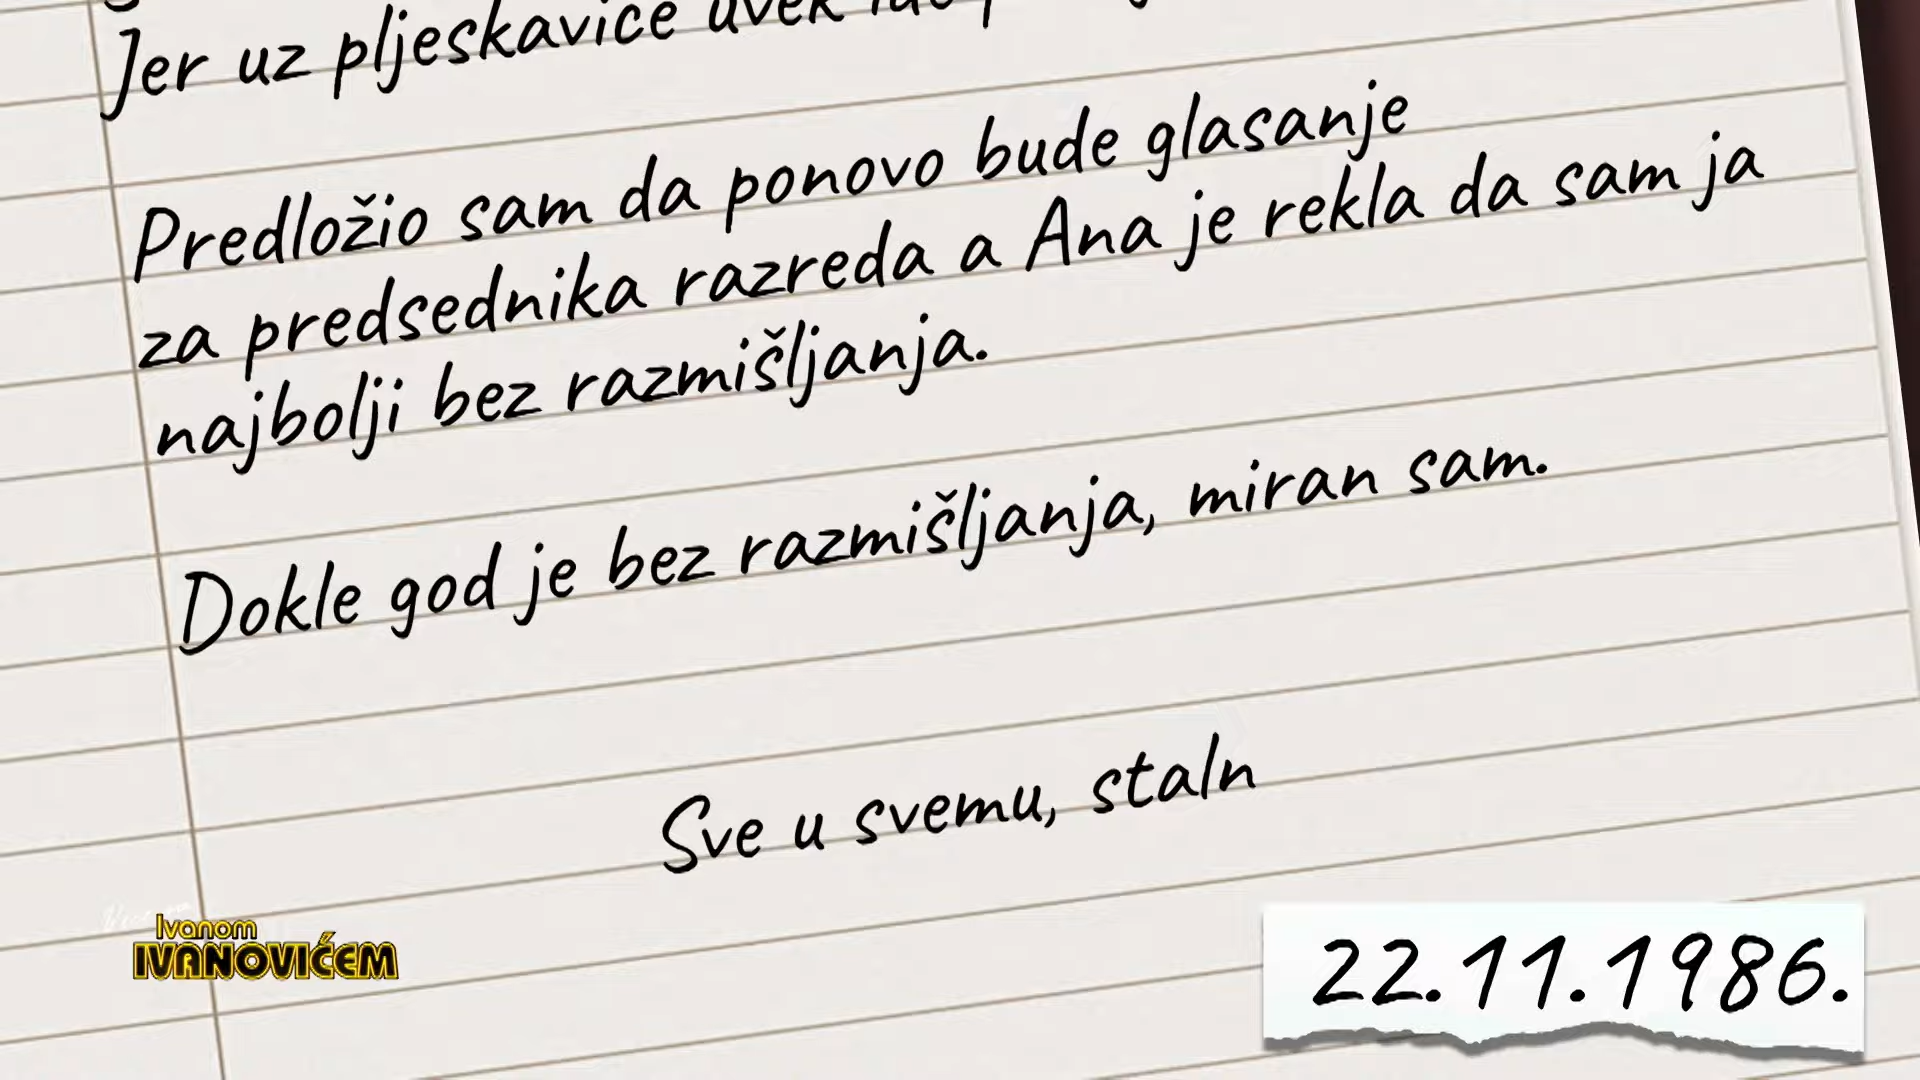 Jer uz pljeskavice uvek
Predložio sam da ponovo bude glasanje
za predsednika razreda a Ana je rekla da sam ja
najbolji bez razmišljanja.
Dokle god je bez razmišljanja, miran sam.
Sve u svemu, staln
Ivanom
IVANOVIĆEM
22.11.1986.